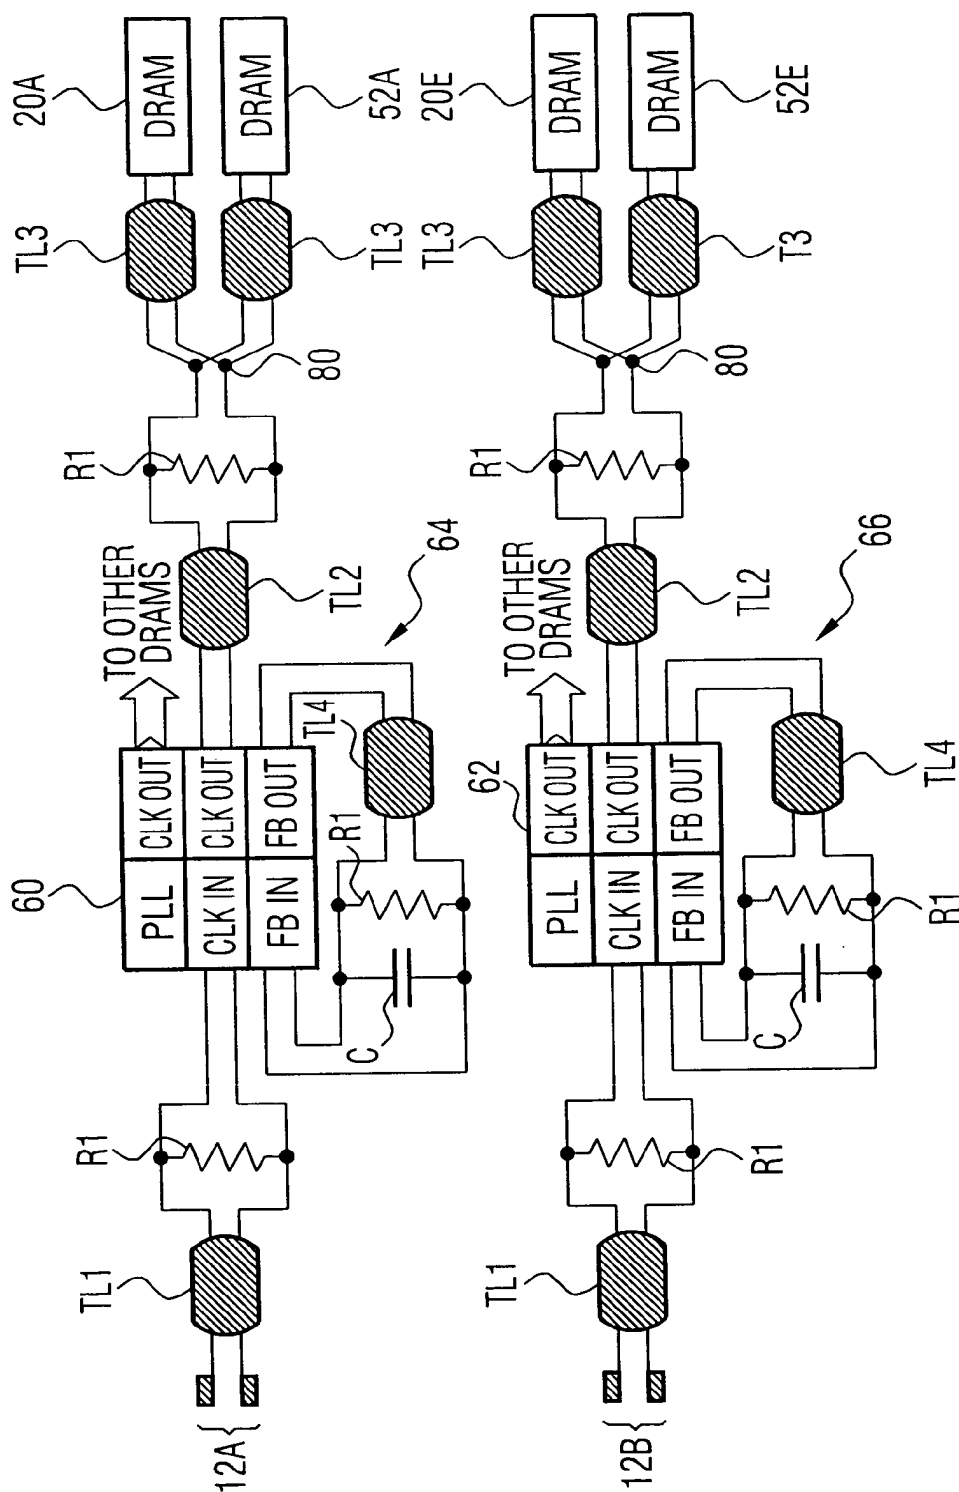 12A
TL1
R1
60
PLL
CLK OUT
CLK IN
CLK OUT
FB IN
FB OUT
TO OTHER
DRAMS
C
R1
TL4
64
TL2
R1
80
TL3
TL3
20A
DRAM
DRAM
52A
12B
TL1
R1
62
PLL
CLK OUT
CLK IN
CLK OUT
FB IN
FB OUT
TO OTHER
DRAMS
C
R1
TL4
66
TL2
R1
80
TL3
T3
20E
DRAM
DRAM
52E